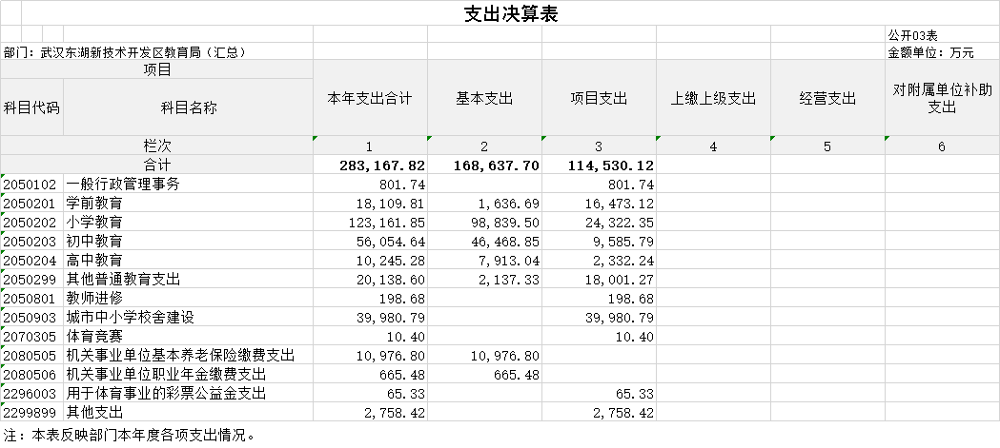 支出决算表
公开03表
部门：武汉东湖新技术开发区教育局（汇总） 金额单位：万元
项目 本年支出合计 基本支出 项目支出 上缴上级支出 经营支出 对附属单位补助支出
科目代码 科目名称
栏次 1 2 3 4 5 6
合计 283,167.82 168,637.70 114,530.12
2050102 一般行政管理事务 801.74 801.74
2050201 学前教育 18,109.81 1,636.69 16,473.12
2050202 小学教育 123,161.85 98,839.50 24,322.35
2050203 初中教育 56,054.64 46,468.85 9,585.79
2050204 高中教育 10,245.28 7,913.04 2,332.24
2050299 其他普通教育支出 20,138.60 2,137.33 18,001.27
2050801 教师进修 198.68 198.68
2050903 城市中小学校舍建设 39,980.79 39,980.79
2070305 体育竞赛 10.40 10.40
2080505 机关事业单位基本养老保险缴费支出 10,976.80 10,976.80
2080506 机关事业单位职业年金缴费支出 665.48 665.48
2296003 用于体育事业的彩票公益金支出 65.33 65.33
2299899 其他支出 2,758.42 2,758.42
注：本表反映部门本年度各项支出情况。